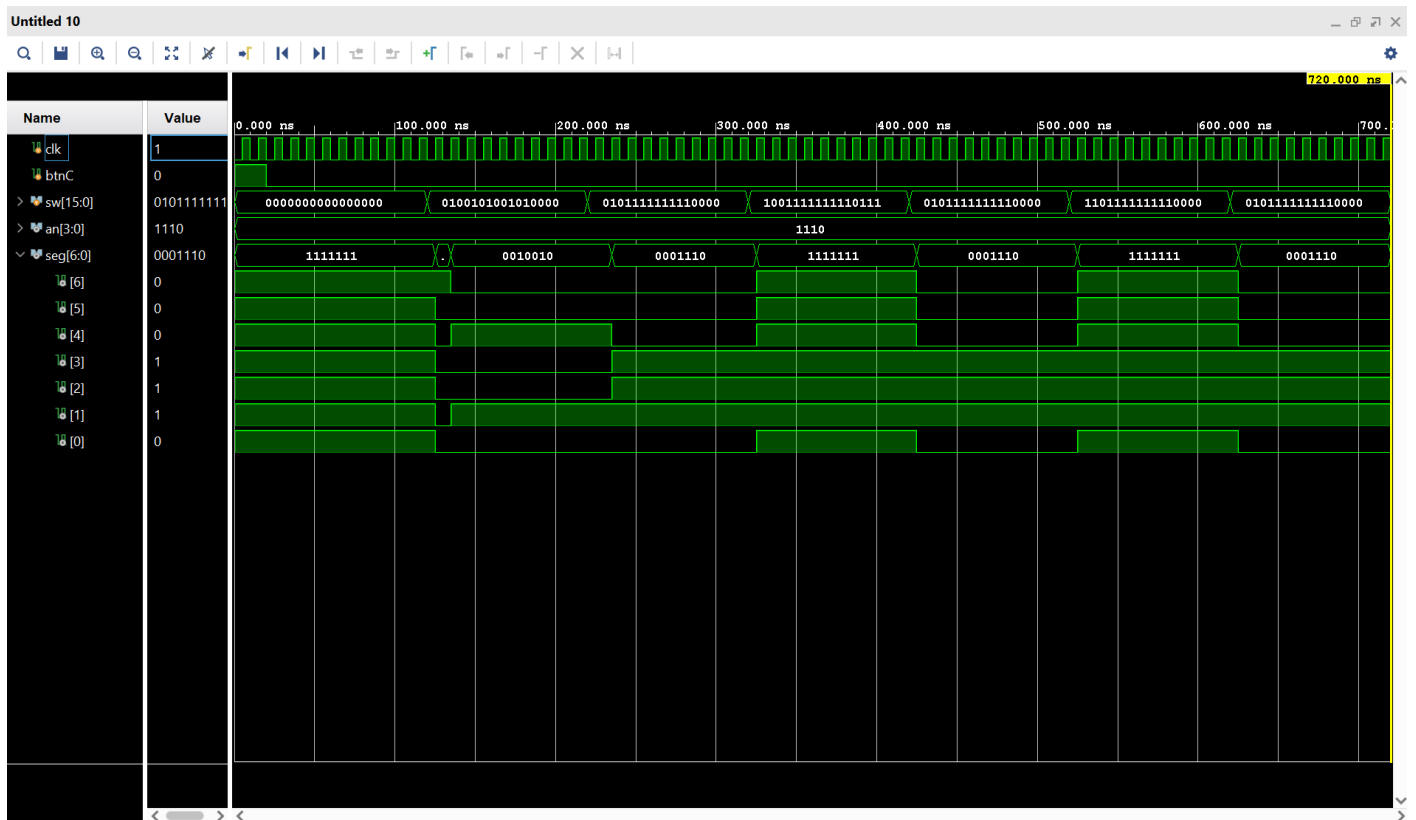 Untitled 10
720.000 ns
Name Value
0.000 ns 100.000 ns 200.000 ns 300.000 ns 400.000 ns 500.000 ns 600.000 ns 700.
clk 1
btnC 0
sw[15:0] 0101111111 0000000000000000 0100101001010000 0101111111110000 1001111111110111 0101111111110000 1101111111110000 0101111111110000
an[3:0] 1110 1110
seg[6:0] 0001110 1111111 . 0010010 0001110 1111111 0001110 1111111 0001110
[6] 0
[5] 0
[4] 0
[3] 1
[2] 1
[1] 1
[0] 0